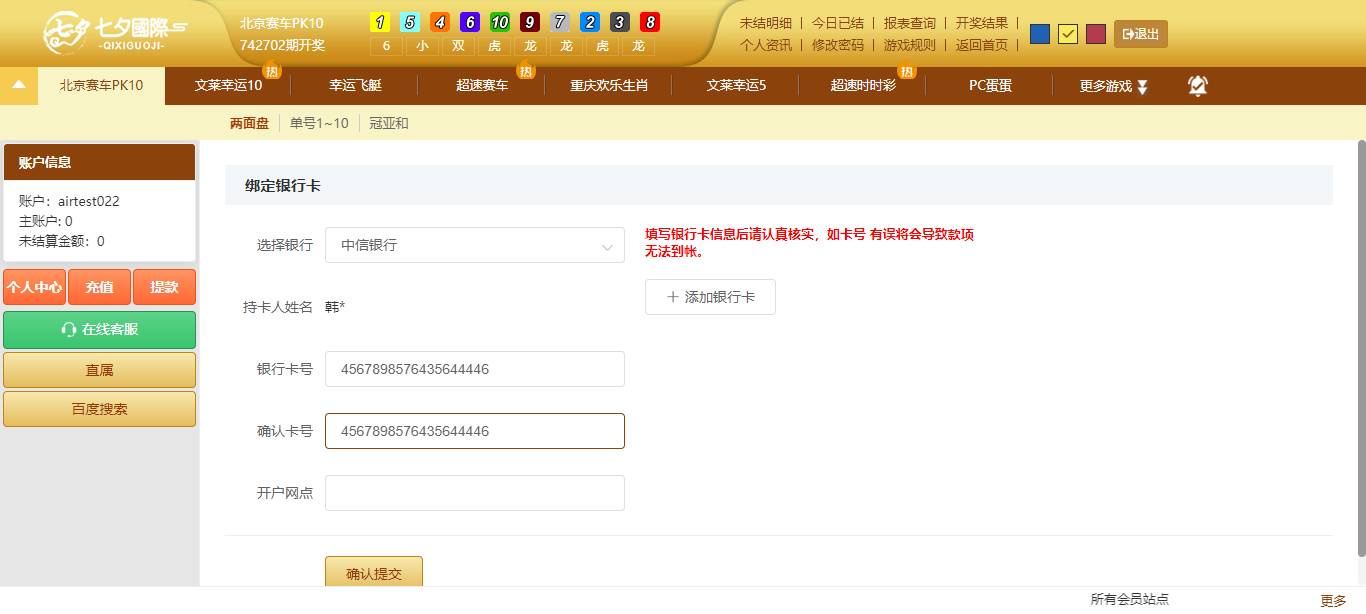 七夕國際
-QIXIGUOJI-
北京赛车PK10
742702期开奖
1 5 4 6 10 9 7 2 3 8
6 小 双 虎 龙 龙 虎 龙
未结明细 今日已结 报表查询 开奖结果
个人资讯 修改密码 游戏规则 返回首页
退出
北京赛车PK10 文莱幸运10 热 幸运飞艇 超速赛车 热 重庆欢乐生肖 文莱幸运5 超速时时彩 热 PC蛋蛋 更多游戏
两面盘 单号1~10 冠亚和
账户信息
账户：airtest022
主账户: 0
未结算金额：0
个人中心 充值 提款
在线客服
直属
百度搜索
绑定银行卡
选择银行 中信银行
填写银行卡信息后请认真核实，如卡号 有误将会导致款项
无法到帐。
持卡人姓名 韩*
添加银行卡
银行卡号 4567898576435644446
确认卡号 4567898576435644446
开户网点
确认提交
所有会员站点
更多